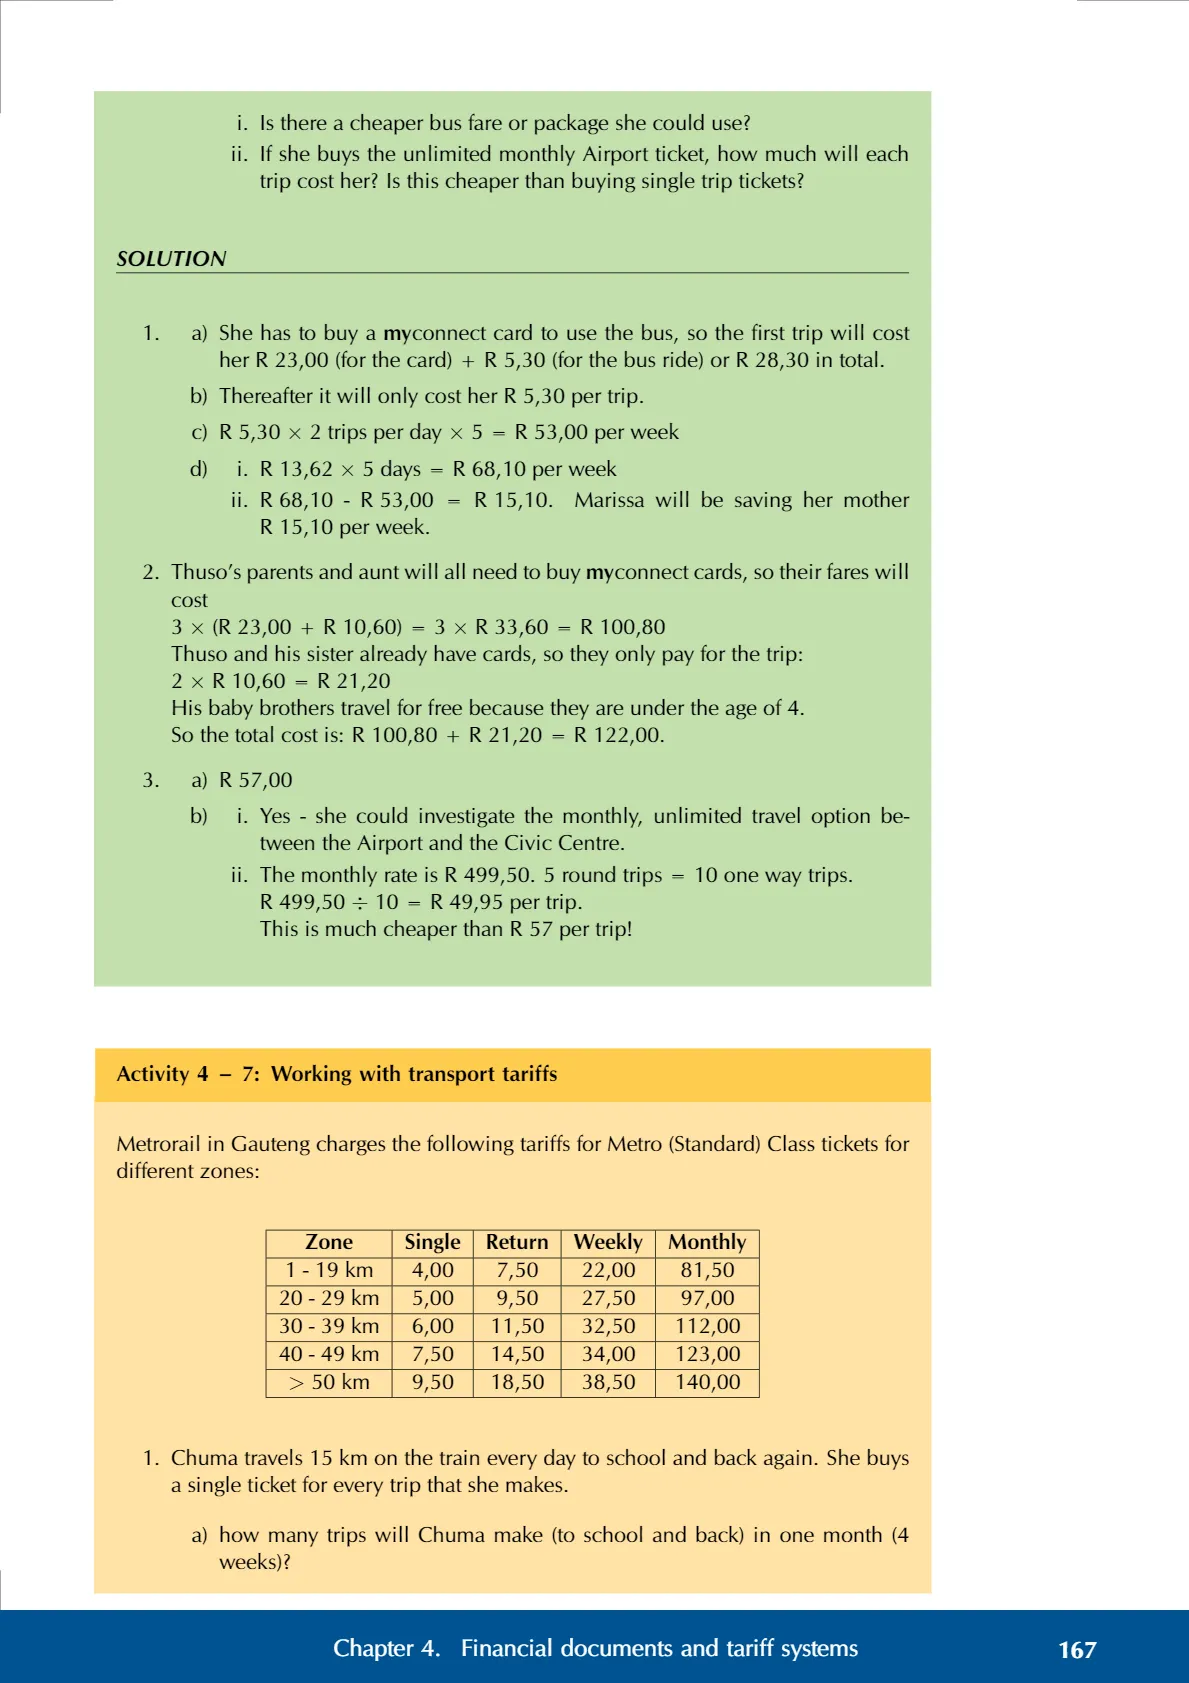 i. Is there a cheaper bus fare or package she could use?
ii. If she buys the unlimited monthly Airport ticket, how much will each
trip cost her? Is this cheaper than buying single trip tickets?
SOLUTION
1. a) She has to buy a myconnect card to use the bus, so the first trip will cost
her R 23,00 (for the card) + R 5,30 (for the bus ride) or R 28,30 in total.
b) Thereafter it will only cost her R 5,30 per trip.
c) R 5,30 × 2 trips per day × 5 = R 53,00 per week
d) i. R 13,62 × 5 days = R 68,10 per week
ii. R 68,10 - R 53,00 = R 15,10. Marissa will be saving her mother
R 15,10 per week.
2. Thuso's parents and aunt will all need to buy myconnect cards, so their fares will
cost
3 × (R 23,00 + R 10,60) = 3 × R 33,60 = R 100,80
Thuso and his sister already have cards, so they only pay for the trip:
2 × R 10,60 = R 21,20
His baby brothers travel for free because they are under the age of 4.
So the total cost is: R 100,80 + R 21,20 = R 122,00.
3. a) R 57,00
b) i. Yes - she could investigate the monthly, unlimited travel option be-
tween the Airport and the Civic Centre.
ii. The monthly rate is R 499,50. 5 round trips = 10 one way trips.
R 499,50 ÷ 10 = R 49,95 per trip.
This is much cheaper than R 57 per trip!
Activity 4 – 7: Working with transport tariffs
Metrorail in Gauteng charges the following tariffs for Metro (Standard) Class tickets for
different zones:
Zone Single Return Weekly Monthly
1 - 19 km 4,00 7,50 22,00 81,50
20 - 29 km 5,00 9,50 27,50 97,00
30 - 39 km 6,00 11,50 32,50 112,00
40 - 49 km 7,50 14,50 34,00 123,00
> 50 km 9,50 18,50 38,50 140,00
1. Chuma travels 15 km on the train every day to school and back again. She buys
a single ticket for every trip that she makes.
a) how many trips will Chuma make (to school and back) in one month (4
weeks)?
Chapter 4. Financial documents and tariff systems 167